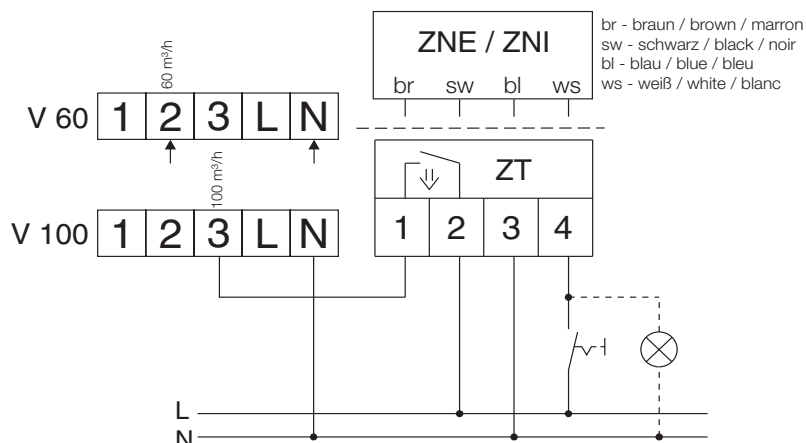 ZNE / ZNI
br sw bl ws
br - braun / brown / marron
sw - schwarz / black / noir
bl - blau / blue / bleu
ws - weiß / white / blanc
60 m³/h
V 60 1 2 3 L N
ZT
1 2 3 4
100 m³/h
V 100 1 2 3 L N
L
N